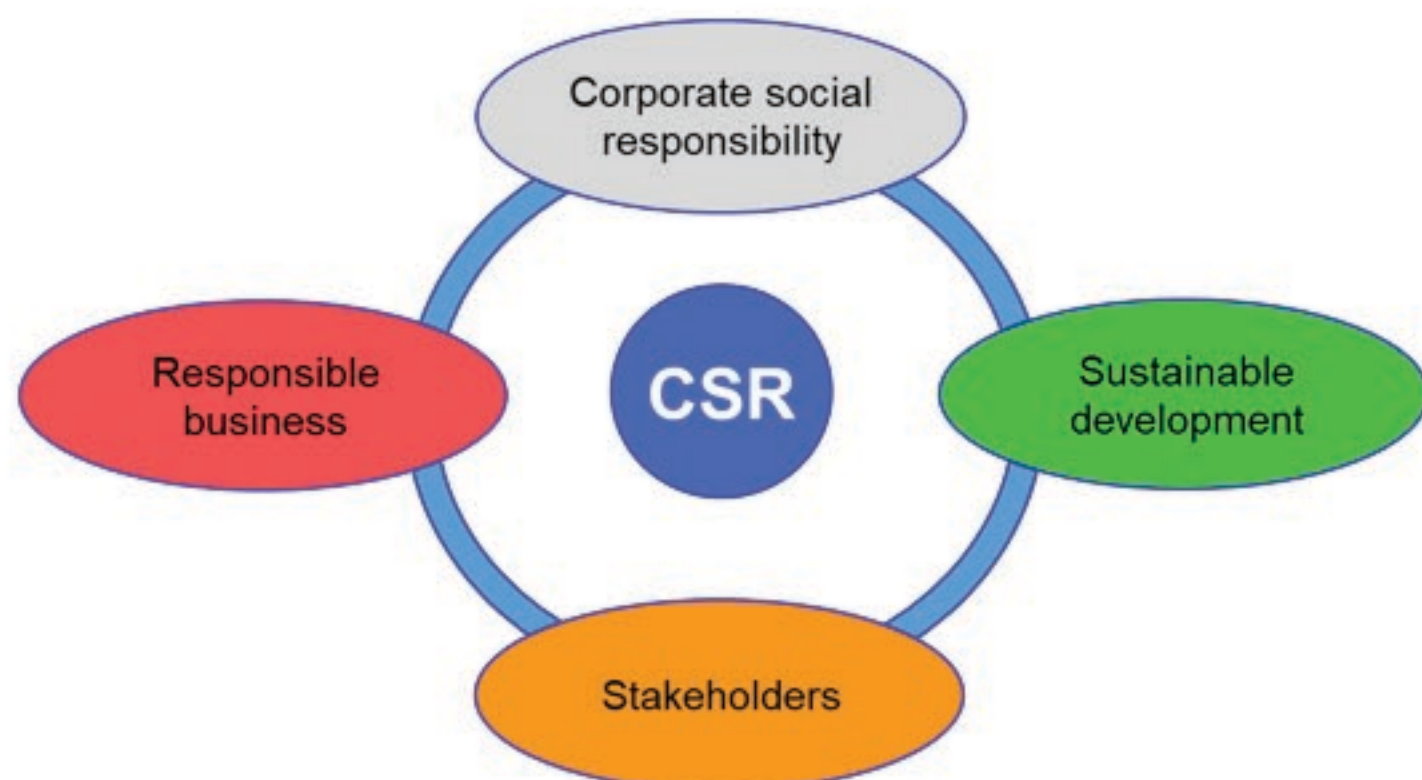 Corporate social
responsibility
Responsible
business
CSR
Sustainable
development
Stakeholders